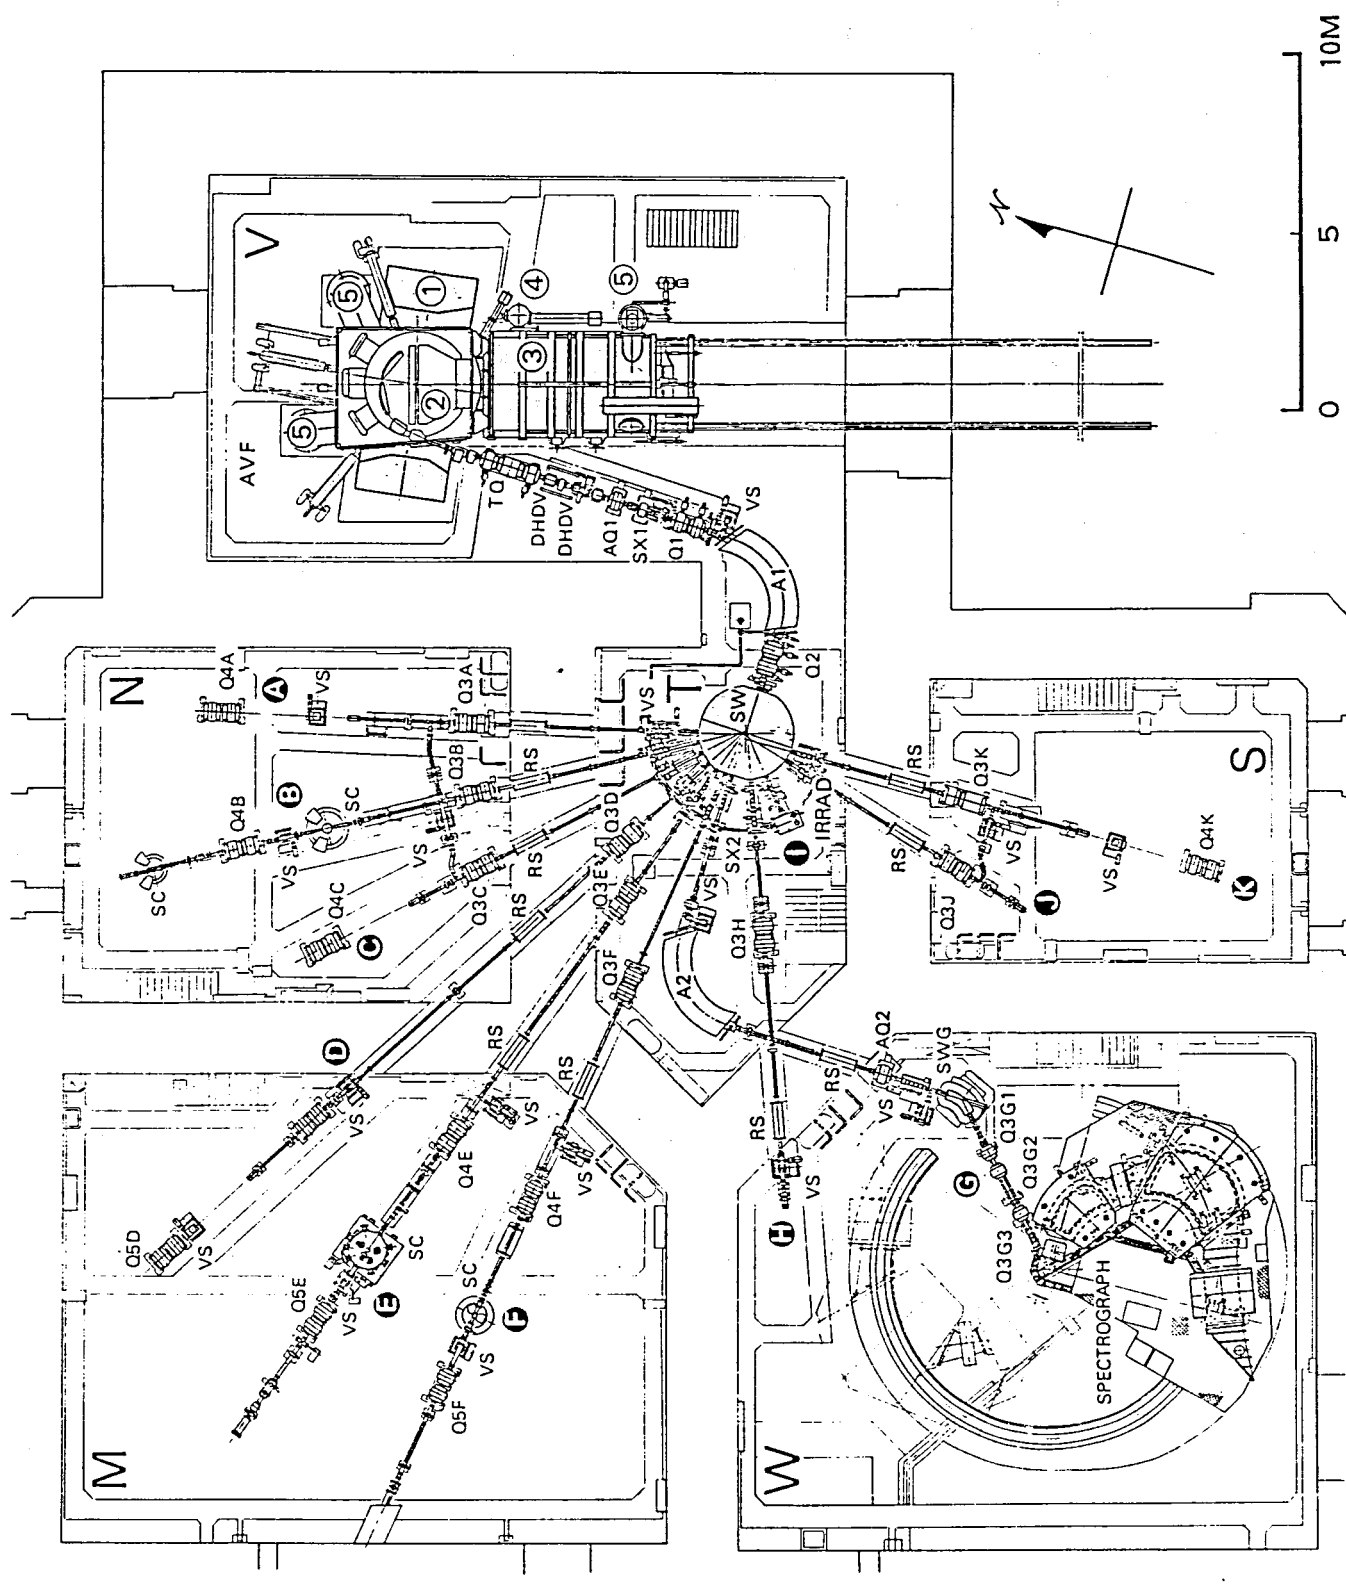 V
AVF
⑤
①
②
⑤
③
④
⑤
TQ
DHDV
DHDV
AQ1
SX1
Q1
VS
A1
Q2
SW
T
VS
N
Q4A
A
VS
Q3A
Q3B
RS
Q4B
B
SC
VS
SC
VS
Q3C
RS
Q4C
C
Q3D
RS
D
VS
Q5D
VS
Q3E
RS
Q4E
VS
SC
E
Q5E
VS
Q3F
RS
Q4F
VS
SC
F
VS
Q5F
M
SX2
VS
A2
IRRAD
I
Q3H
RS
VS
H
RS
AQ2
VS
SWG
Q3G1
Q3G2
G
Q3G3
SPECTROGRAPH
W
RS
Q3K
VS
VS
Q4K
K
RS
Q3J
J
S
N
0
5
10M